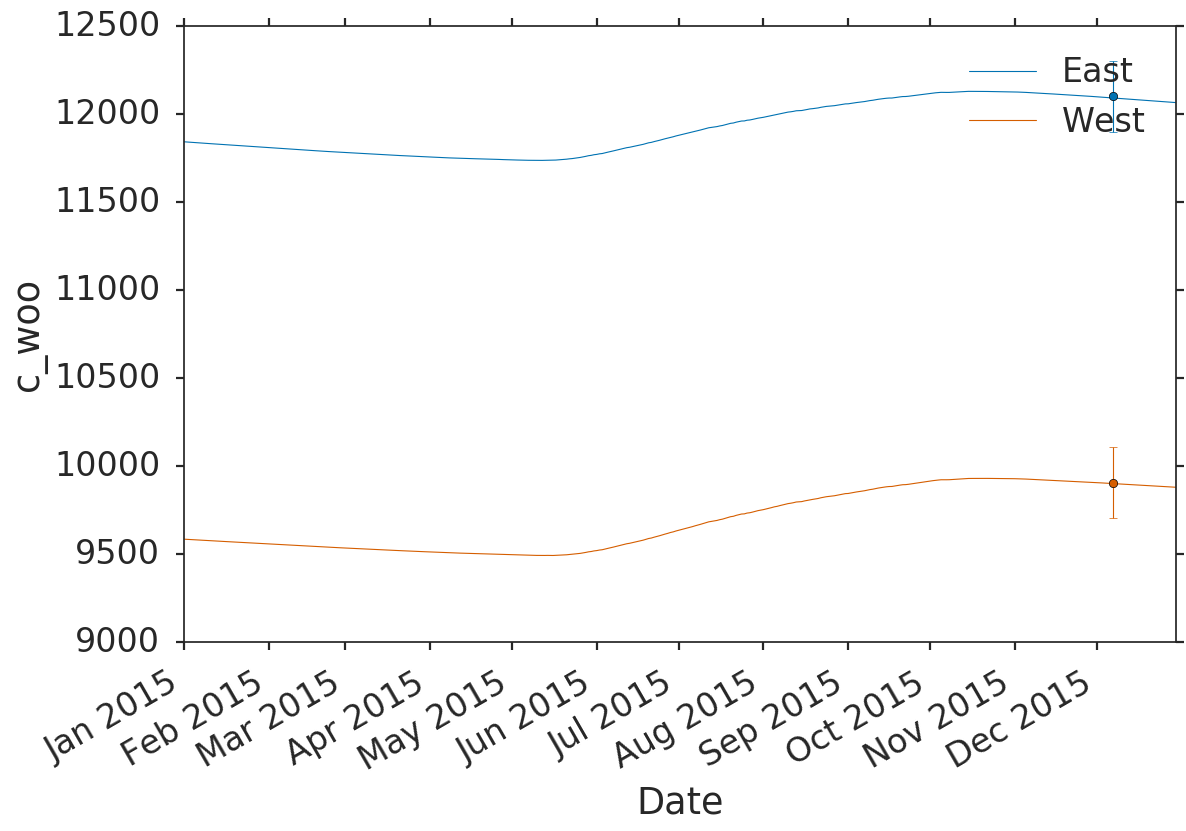 12500
12000
11500
11000
10500
10000
9500
9000
c_woo
East
West
Jan 2015
Feb 2015
Mar 2015
Apr 2015
May 2015
Jun 2015
Jul 2015
Aug 2015
Sep 2015
Oct 2015
Nov 2015
Dec 2015
Date